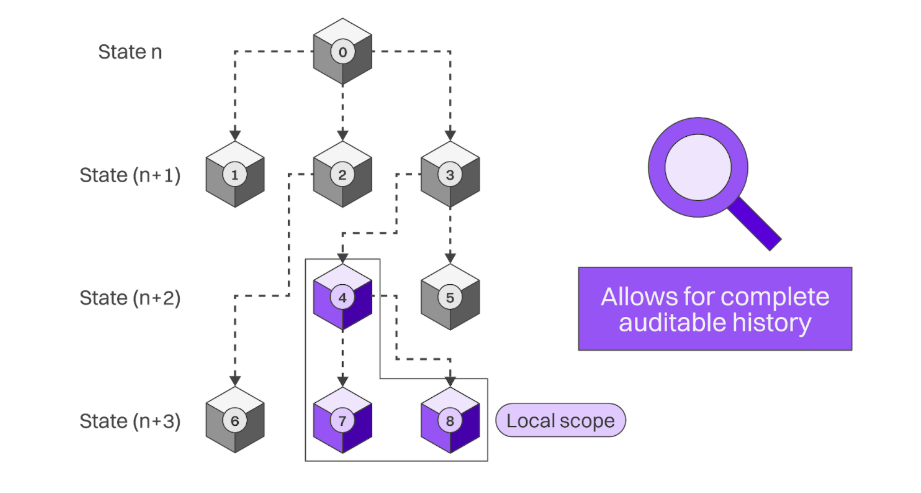 State n
0
State (n+1)
1
2
3
State (n+2)
4
5
State (n+3)
6
7
8
Local scope
Allows for complete
auditable history